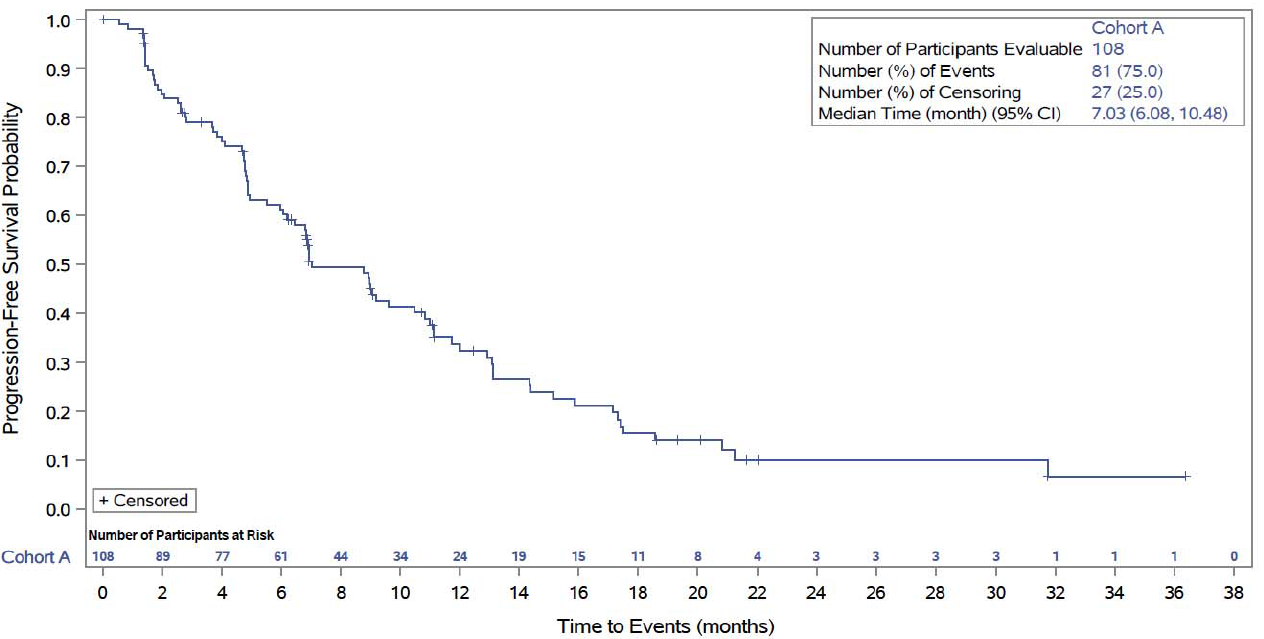 Cohort A
Number of Participants Evaluable 108
Number (%) of Events 81 (75.0)
Number (%) of Censoring 27 (25.0)
Median Time (month) (95% CI) 7.03 (6.08, 10.48)
Progression-Free Survival Probability
1.0
0.9
0.8
0.7
0.6
0.5
0.4
0.3
0.2
0.1
0.0
+ Censored
Number of Participants at Risk
Cohort A 108 89 77 61 44 34 24 19 15 11 8 4 3 3 3 3 1 1 1 0
0 2 4 6 8 10 12 14 16 18 20 22 24 26 28 30 32 34 36 38
Time to Events (months)